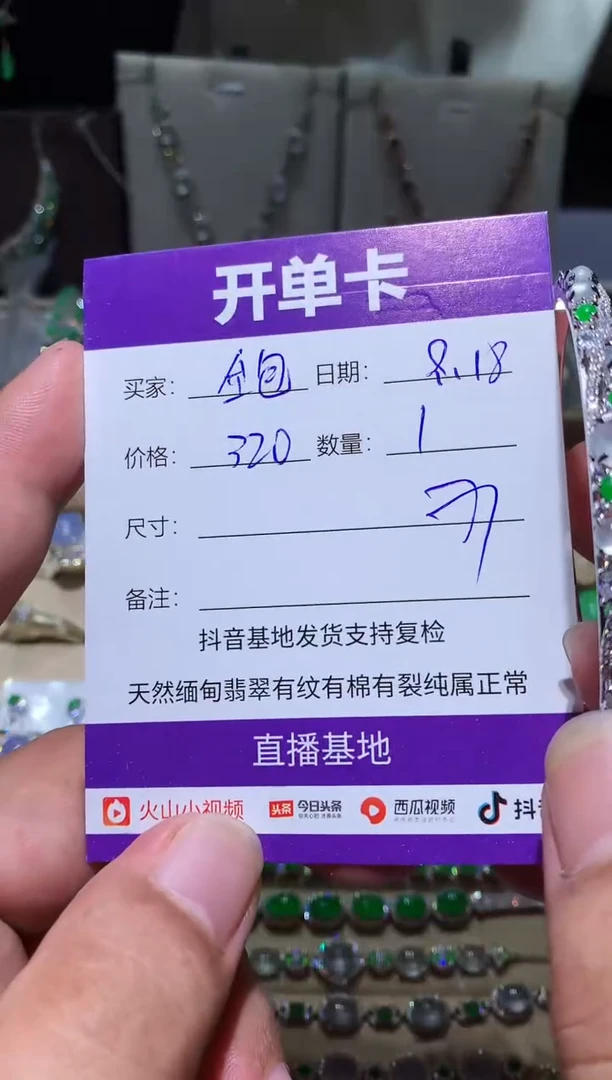 开单卡
买家： 日期：8.18
价格：320 数量：1
尺寸：
备注：
抖音基地发货支持复检
天然缅甸翡翠有纹有棉有裂纯属正常
直播基地
火山小视频 头条 今日头条 西瓜视频 抖音